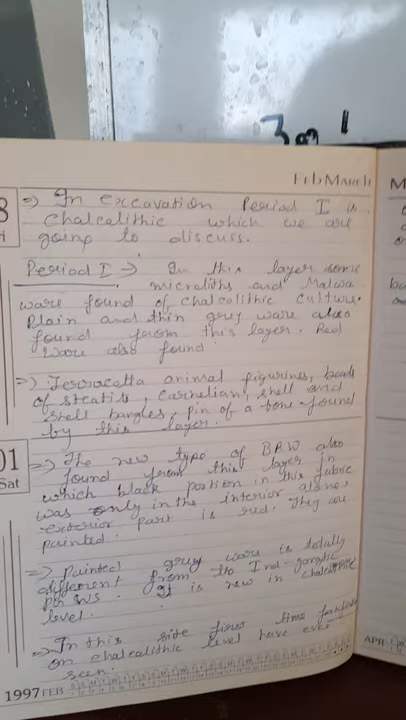 Feb March
8
=) In excavation Period I is
chalcalithic which we are
going to discuss.
Period I → In this layer some
microliths and Malwa
ware found of chalcolithic culture.
Plain and thin grey ware also
found from this layer. Red
ware also found.
=) Terracotta animal figurines, beads
of steatite, carnelian, shell and
shell bangles, pin of a bone found
by this layer.
01
Sat
=) The new type of BRW also
found from this layer in
which black portion in this fabric
was only in the interior alone,
exterior part is red. They are
painted.
=) Painted grey ware is totally
different from the Indo-gangetic
It is new in chalcolithic
level.
=) In this site first time
on chalcolithic level have ever
seen.
1997 FEB
APR